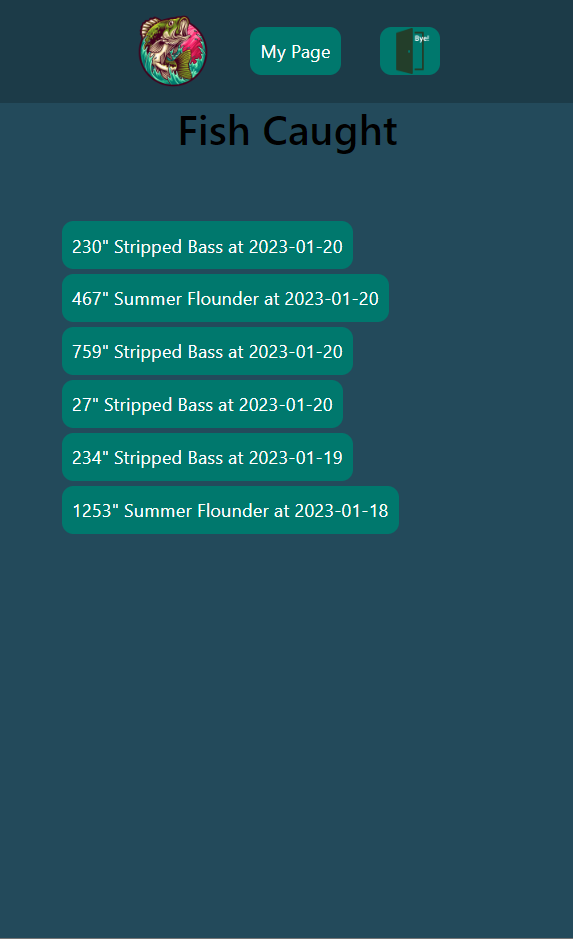 My Page
Bye!
Fish Caught
230" Stripped Bass at 2023-01-20
467" Summer Flounder at 2023-01-20
759" Stripped Bass at 2023-01-20
27" Stripped Bass at 2023-01-20
234" Stripped Bass at 2023-01-19
1253" Summer Flounder at 2023-01-18